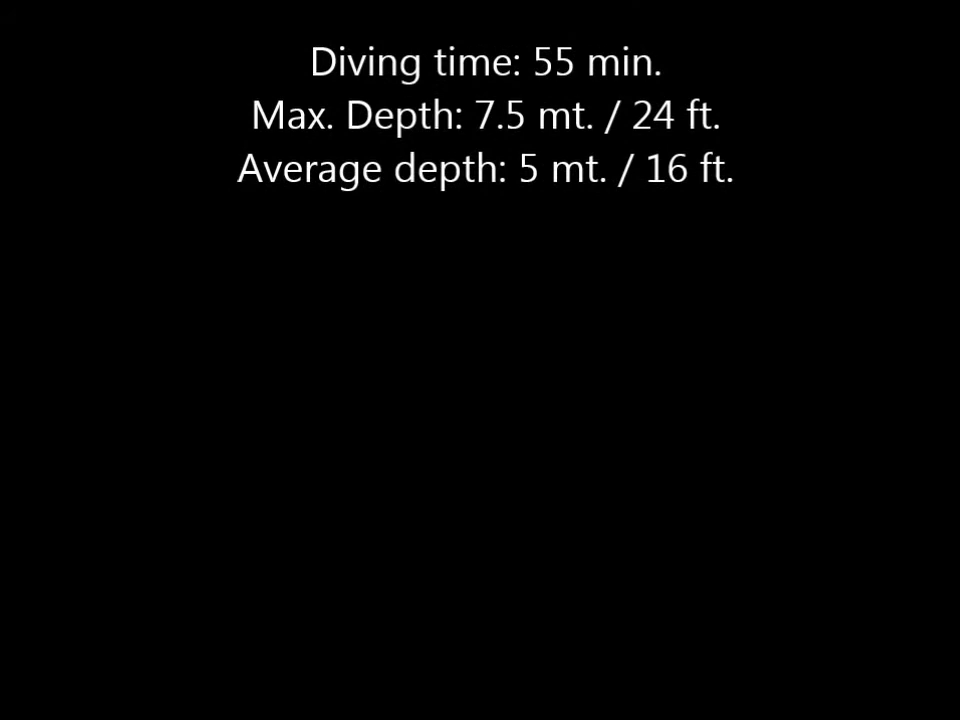 Diving time: 55 min.
Max. Depth: 7.5 mt. / 24 ft.
Average depth: 5 mt. / 16 ft.